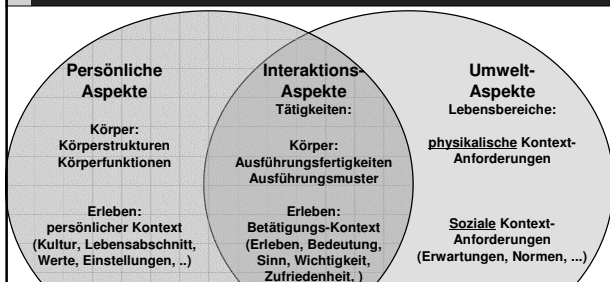 Persönliche
Aspekte
Körper:
Körperstrukturen
Körperfunktionen
Erleben:
persönlicher Kontext
(Kultur, Lebensabschnitt,
Werte, Einstellungen, ..)
Interaktions-
Aspekte
Tätigkeiten:
Körper:
Ausführungsfertigkeiten
Ausführungsmuster
Erleben:
Betätigungs-Kontext
(Erleben, Bedeutung,
Sinn, Wichtigkeit,
Zufriedenheit, )
Umwelt-
Aspekte
Lebensbereiche:
physikalische Kontext-
Anforderungen
Soziale Kontext-
Anforderungen
(Erwartungen, Normen, ...)